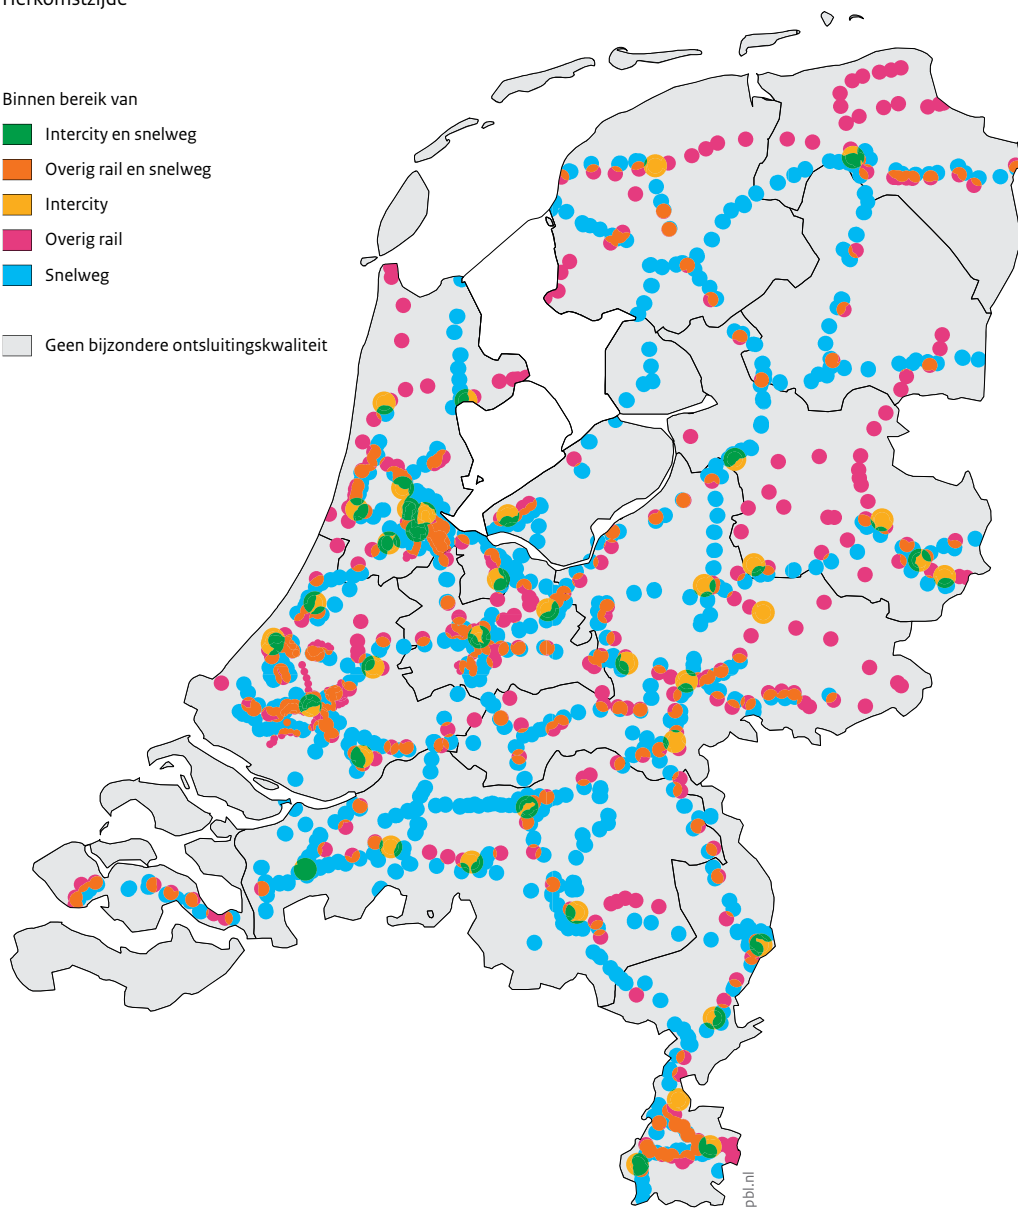 Herkomstzijde
Binnen bereik van
Intercity en snelweg
Overig rail en snelweg
Intercity
Overig rail
Snelweg
Geen bijzondere ontsluitingskwaliteit
pbl.nl